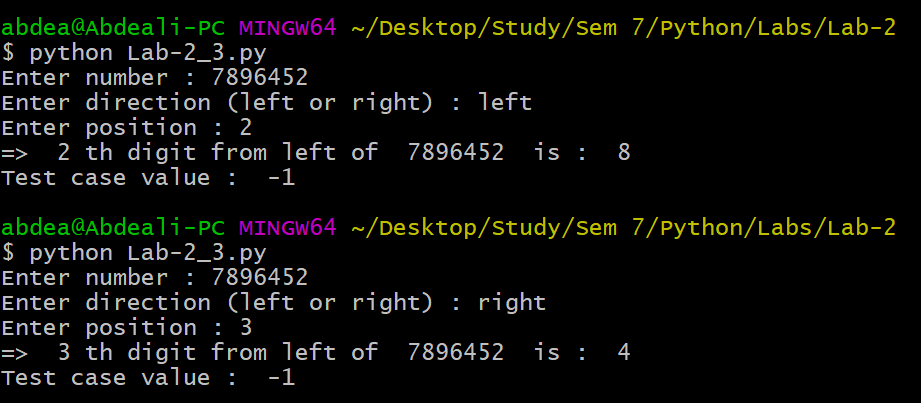 abdea@Abdeali-PC MINGW64 ~/Desktop/Study/Sem 7/Python/Labs/Lab-2
$ python Lab-2_3.py
Enter number : 7896452
Enter direction (left or right) : left
Enter position : 2
=>  2 th digit from left of  7896452  is :  8
Test case value :  -1

abdea@Abdeali-PC MINGW64 ~/Desktop/Study/Sem 7/Python/Labs/Lab-2
$ python Lab-2_3.py
Enter number : 7896452
Enter direction (left or right) : right
Enter position : 3
=>  3 th digit from left of  7896452  is :  4
Test case value :  -1